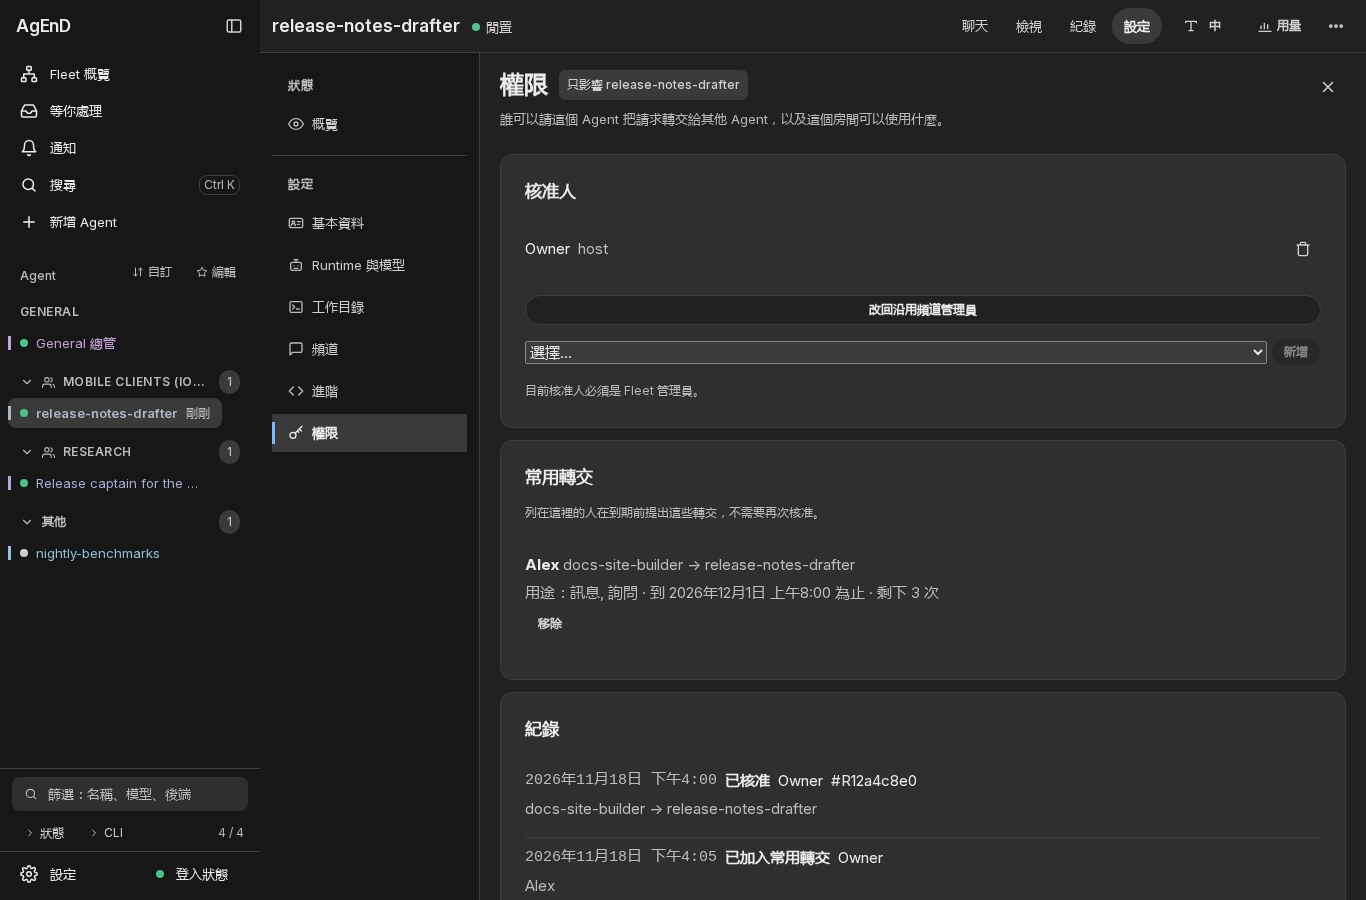 AgEnD
Fleet 概覽
等你處理
通知
搜尋 Ctrl K
新增 Agent
Agent 自訂 編輯
GENERAL
General 總管
MOBILE CLIENTS (IO... 1
release-notes-drafter 剛剛
RESEARCH 1
Release captain for the ...
其他 1
nightly-benchmarks
篩選：名稱、模型、後端
狀態 CLI 4 / 4
設定 登入狀態
release-notes-drafter 閒置
聊天 檢視 紀錄 設定 中 用量
狀態
概覽
設定
基本資料
Runtime 與模型
工作目錄
頻道
進階
權限
權限 只影響 release-notes-drafter
誰可以請這個 Agent 把請求轉交給其他 Agent，以及這個房間可以使用什麼。
核准人
Owner host
改回沿用頻道管理員
選擇... 新增
目前核准人必須是 Fleet 管理員。
常用轉交
列在這裡的人在到期前提出這些轉交，不需要再次核准。
Alex docs-site-builder → release-notes-drafter
用途：訊息, 詢問 · 到 2026年12月1日 上午8:00 為止 · 剩下 3 次
移除
紀錄
2026年11月18日 下午4:00 已核准 Owner #R12a4c8e0
docs-site-builder → release-notes-drafter
2026年11月18日 下午4:05 已加入常用轉交 Owner
Alex